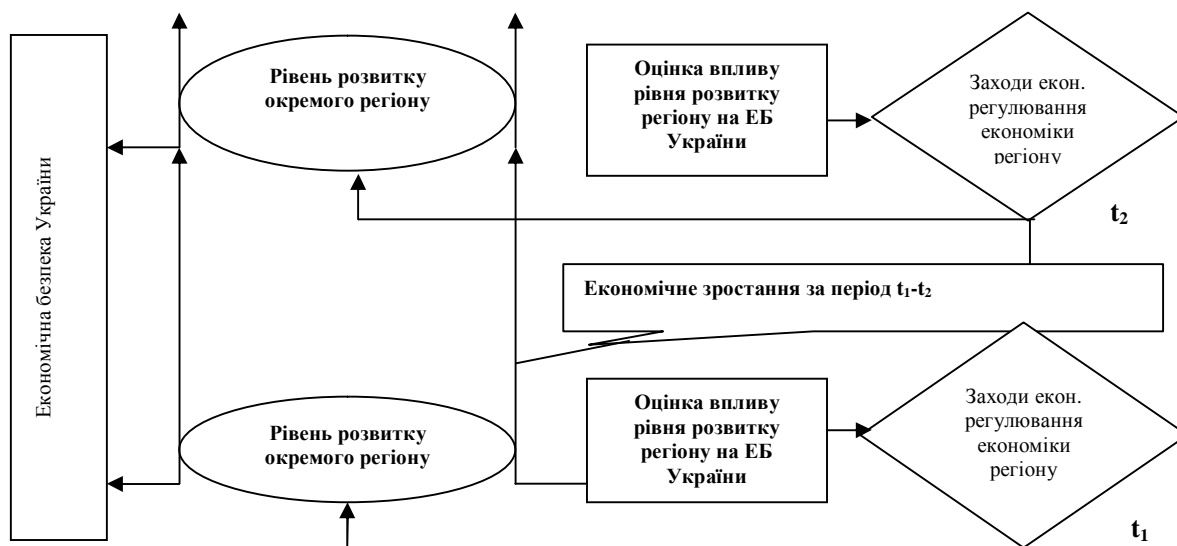 Економічна безпека України
Рівень розвитку
окремого регіону
Оцінка впливу
рівня розвитку
регіону на ЕБ
України
Заходи екон.
регулювання
економіки
регіону
t₂
Економічне зростання за період t₁-t₂
Рівень розвитку
окремого регіону
Оцінка впливу
рівня розвитку
регіону на ЕБ
України
Заходи екон.
регулювання
економіки
регіону
t₁